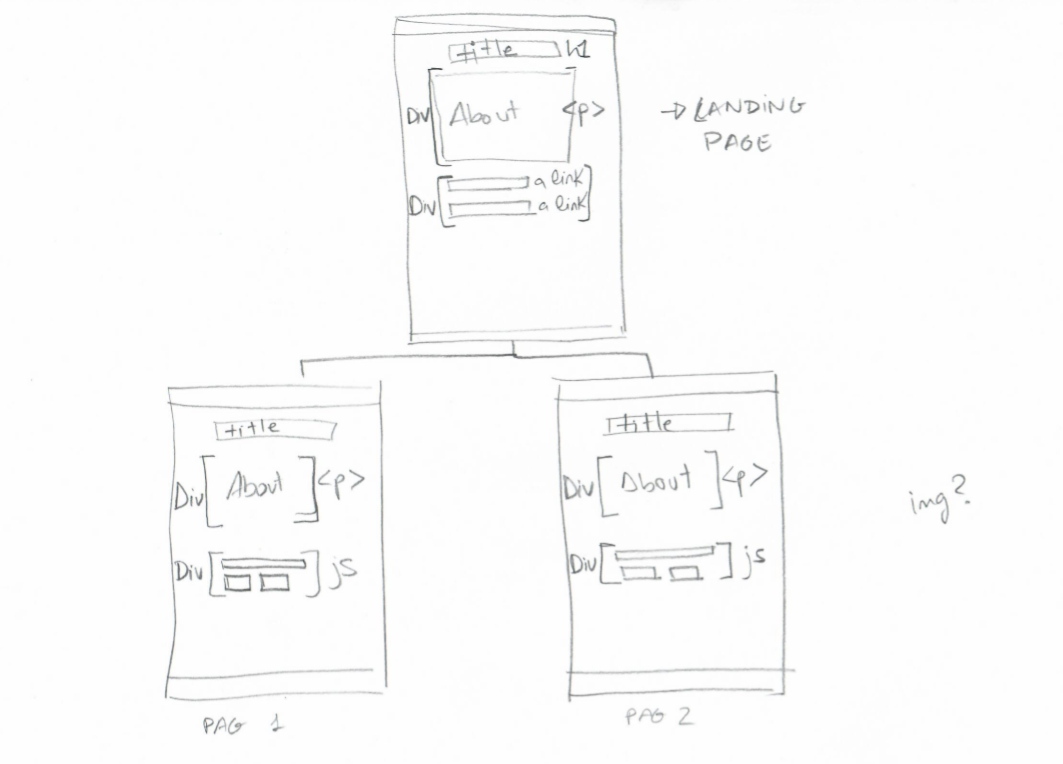 title h1
Div About <p>
→ LANDING
PAGE
a link
Div a link
title
Div About <p>
Div js
PAG 1
title
Div About <p>
Div js
PAG 2
img?